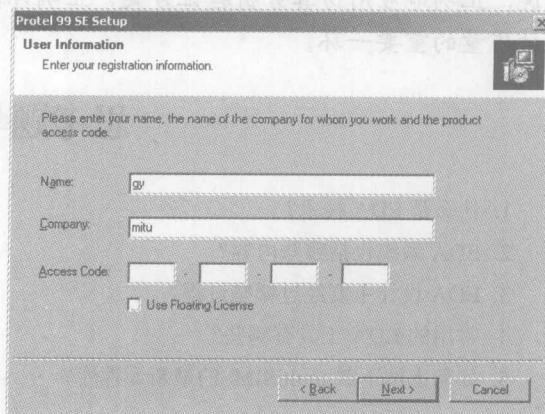 Protel 99 SE Setup
User Information
Enter your registration information.
Please enter your name, the name of the company for whom you work and the product
access code.
Name:
gy
Company:
mitu
Access Code:
Use Floating License
< Back
Next >
Cancel